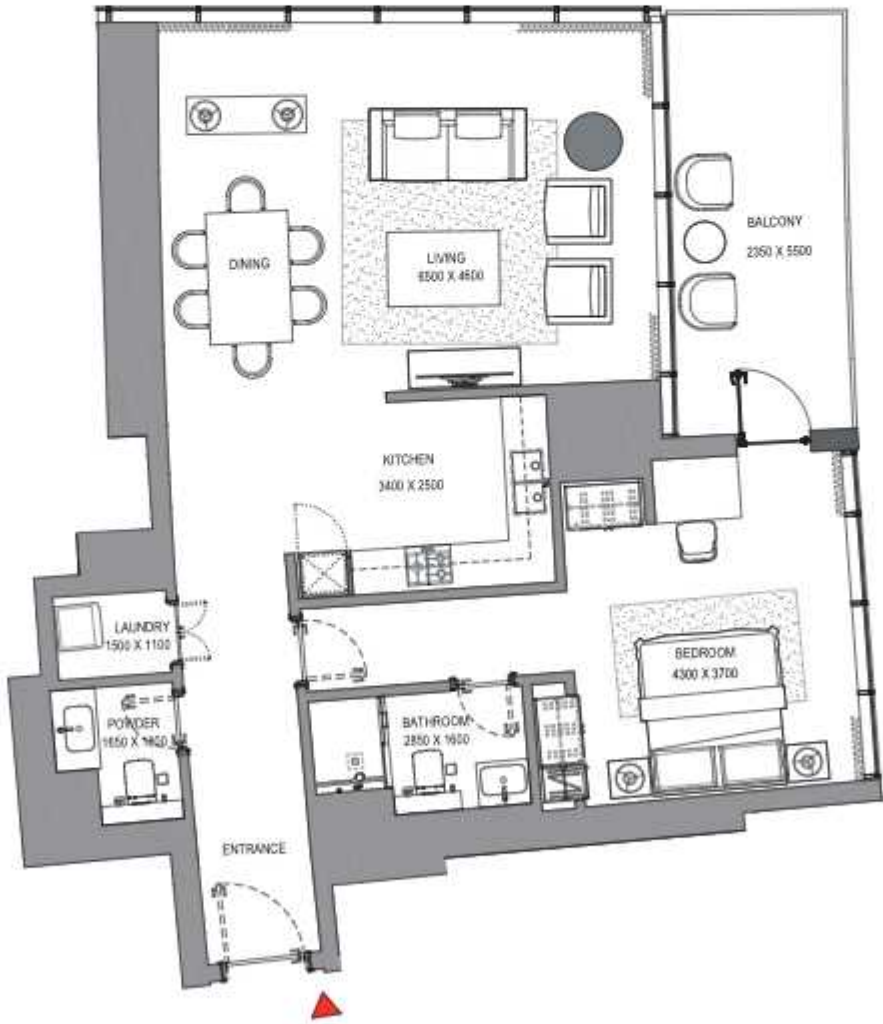 BALCONY
2350 X 5500
DINING
LIVING
6500 X 4600
KITCHEN
3400 X 2500
LAUNDRY
1500 X 1100
BEDROOM
4300 X 3700
POWDER
BATHROOM
2850 X 1600
ENTRANCE